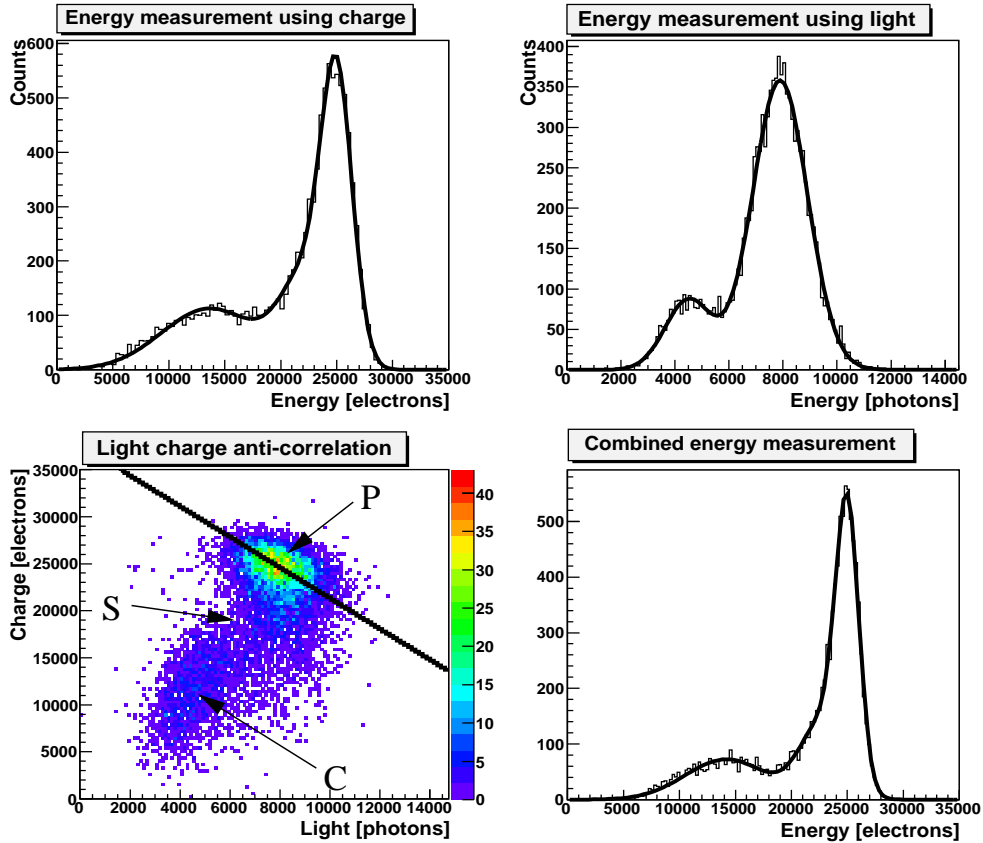 Energy measurement using charge
Counts
600
500
400
300
200
100
0
0 5000 10000 15000 20000 25000 30000 35000
Energy [electrons]
Energy measurement using light
Counts
400
350
300
250
200
150
100
50
0
0 2000 4000 6000 8000 10000 12000 14000
Energy [photons]
Light charge anti-correlation
Charge [electrons]
35000
30000
25000
20000
15000
10000
5000
0
P
S
C
40
35
30
25
20
15
10
5
0
0 2000 4000 6000 8000 10000 12000 14000
Light [photons]
Combined energy measurement
500
400
300
200
100
0
0 5000 10000 15000 20000 25000 30000 35000
Energy [electrons]